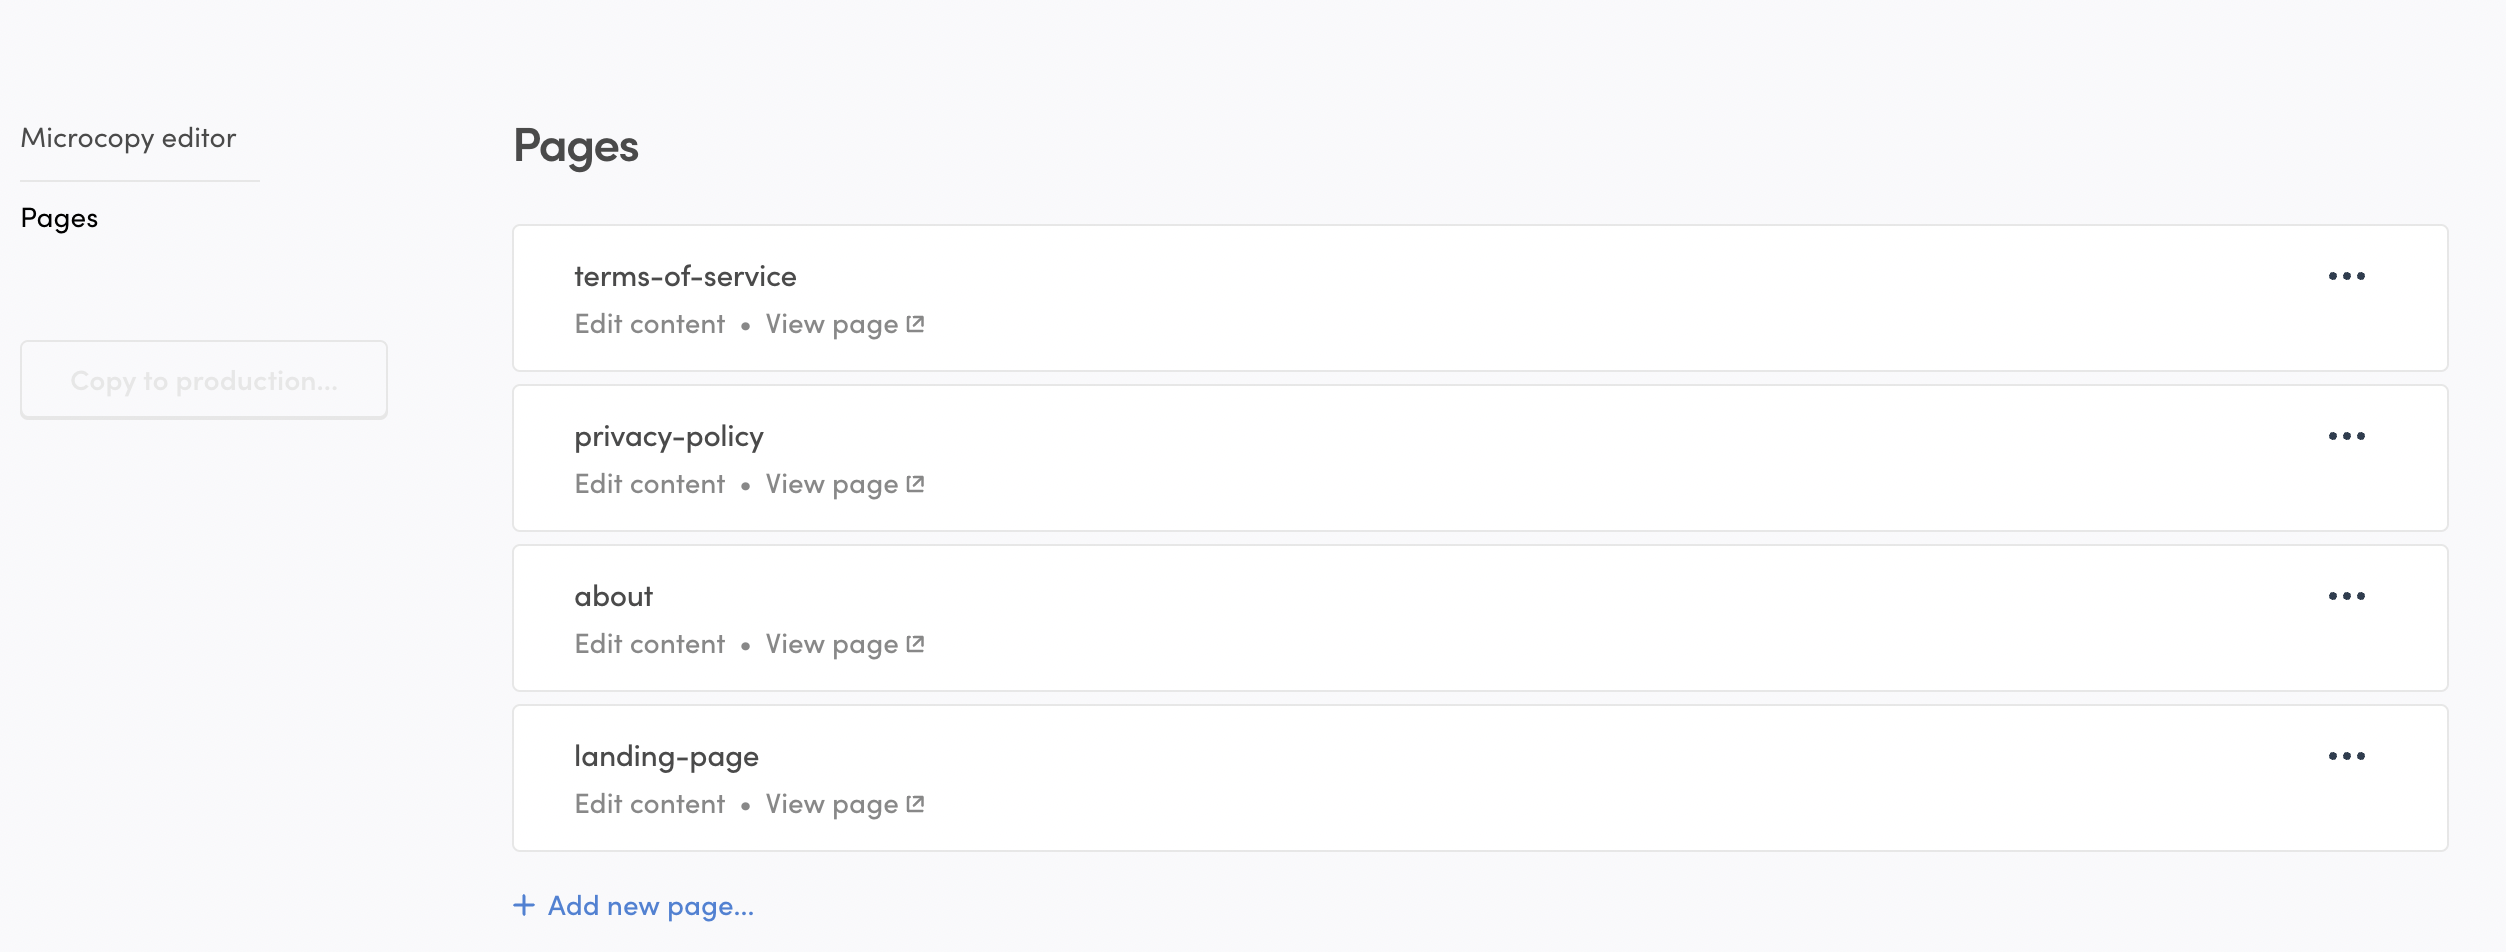 Microcopy editor
Pages
Copy to production...
Pages
terms-of-service
Edit content • View page
privacy-policy
Edit content • View page
about
Edit content • View page
landing-page
Edit content • View page
+ Add new page...